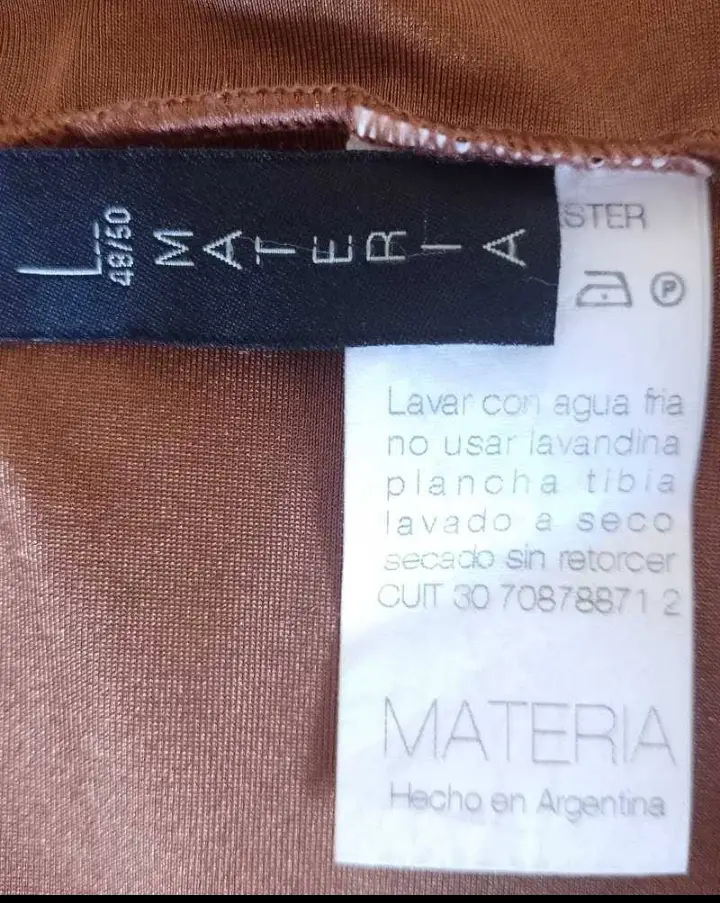 L
48/50
MATERIA
STER
P
Lavar con agua fria
no usar lavandina
plancha tibia
lavado a seco
secado sin retorcer
CUIT 30 70878871 2
MATERIA
Hecho en Argentina